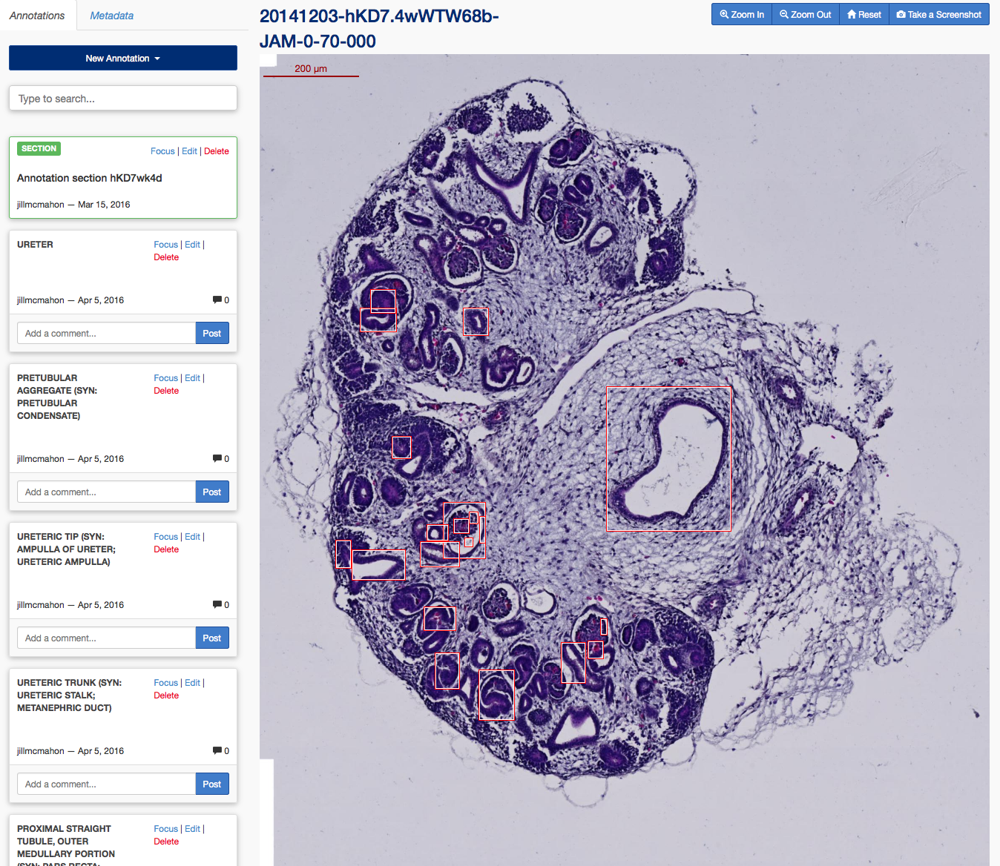 Annotations
Metadata
New Annotation
Type to search...
SECTION
Focus | Edit | Delete
Annotation section hKD7wk4d
jillmcmahon — Mar 15, 2016
URETER
Focus | Edit |
Delete
jillmcmahon — Apr 5, 2016
0
Add a comment...
Post
PRETUBULAR
AGGREGATE (SYN:
PRETUBULAR
CONDENSATE)
Focus | Edit |
Delete
jillmcmahon — Apr 5, 2016
0
Add a comment...
Post
URETERIC TIP (SYN:
AMPULLA OF URETER;
URETERIC AMPULLA)
Focus | Edit |
Delete
jillmcmahon — Apr 5, 2016
0
Add a comment...
Post
URETERIC TRUNK (SYN:
URETERIC STALK;
METANEPHRIC DUCT)
Focus | Edit |
Delete
jillmcmahon — Apr 5, 2016
0
Add a comment...
Post
PROXIMAL STRAIGHT
TUBULE, OUTER
MEDULLARY PORTION
(SYN: PARS RECTA;
Focus | Edit |
Delete
20141203-hKD7.4wWTW68b-
JAM-0-70-000
Zoom In
Zoom Out
Reset
Take a Screenshot
200 µm